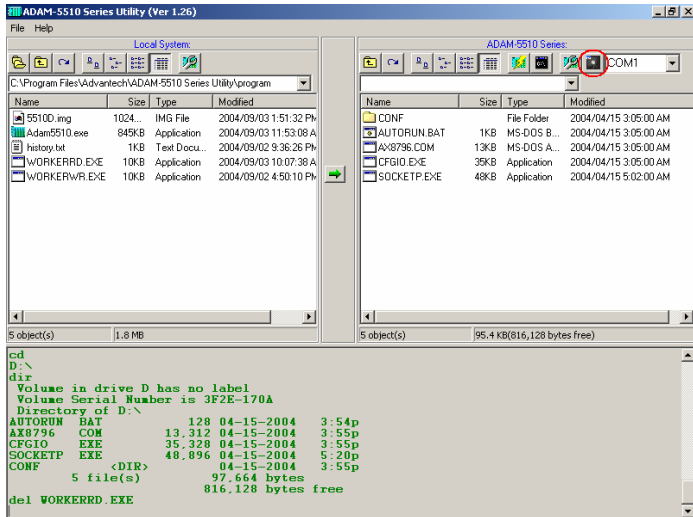 ADAM-5510 Series Utility (Ver 1.26)
File Help
Local System:
ADAM-5510 Series:
COM1
C:\Program Files\Advantech\ADAM-5510 Series Utility\program
Name Size Type Modified
5510D.img 1024... IMG File 2004/09/03 1:51:32 PM
Adam5510.exe 845KB Application 2004/09/03 11:53:08 A
history.txt 1KB Text Docu... 2004/09/02 9:36:26 PM
WORKERRD.EXE 10KB Application 2004/09/03 10:07:38 A
WORKERWR.EXE 10KB Application 2004/09/02 4:50:10 PM
Name Size Type Modified
CONF File Folder 2004/04/15 3:05:00 AM
AUTORUN.BAT 1KB MS-DOS B... 2004/04/15 3:05:00 AM
AX8796.COM 13KB MS-DOS A... 2004/04/15 3:05:00 AM
CFGIO.EXE 35KB Application 2004/04/15 3:05:00 AM
SOCKETP.EXE 48KB Application 2004/04/15 5:02:00 AM
5 object(s) 1.8 MB
5 object(s) 95.4 KB(816,128 bytes free)
cd
D:\
dir
Volume in drive D has no label
Volume Serial Number is 3F2E-170A
Directory of D:\
AUTORUN BAT 128 04-15-2004 3:54p
AX8796 COM 13,312 04-15-2004 3:55p
CFGIO EXE 35,328 04-15-2004 3:55p
SOCKETP EXE 48,896 04-15-2004 5:20p
CONF <DIR> 04-15-2004 3:55p
5 file(s) 97,664 bytes
816,128 bytes free
del WORKERRD.EXE